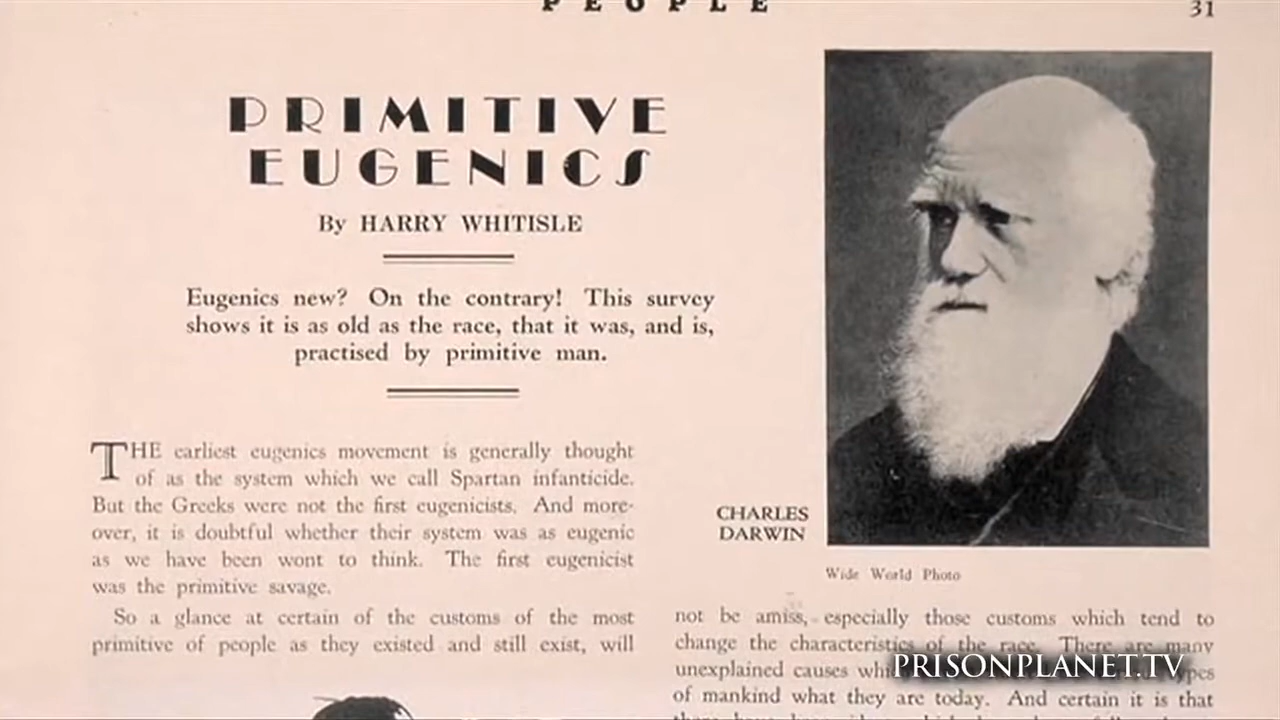 PEOPLE
31
PRIMITIVE
EUGENICS
By HARRY WHITISLE
Eugenics new? On the contrary! This survey
shows it is as old as the race, that it was, and is,
practised by primitive man.
THE earliest eugenics movement is generally thought
of as the system which we call Spartan infanticide.
But the Greeks were not the first eugenicists. And more-
over, it is doubtful whether their system was as eugenic
as we have been wont to think. The first eugenicist
was the primitive savage.
So a glance at certain of the customs of the most
primitive of people as they existed and still exist, will
CHARLES
DARWIN
Wide World Photo
not be amiss, especially those customs which tend to
change the characteristics of the race. There are many
unexplained causes
of mankind what they are today. And certain it is that
PRISONPLANET.TV